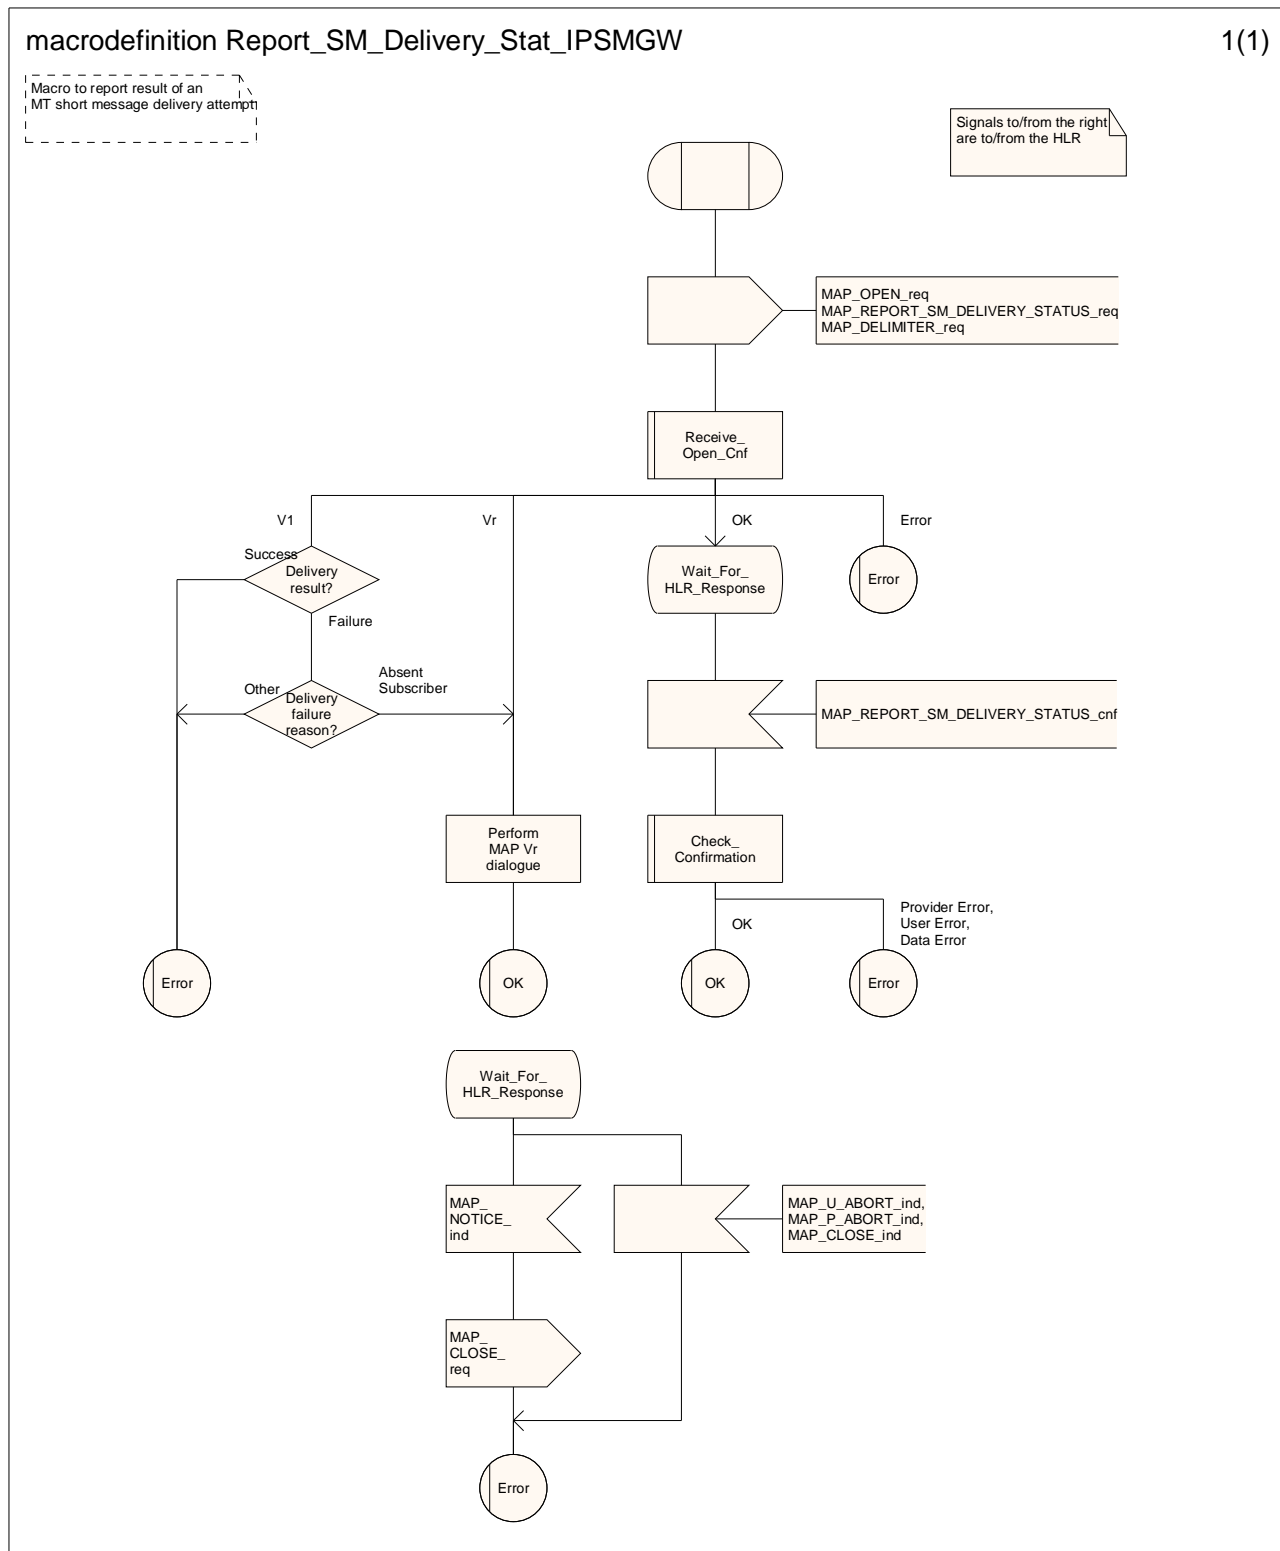 macrodefinition Report_SM_Delivery_Stat_IPSMGW
1(1)
Macro to report result of an
MT short message delivery attempt
Signals to/from the right
are to/from the HLR
MAP_OPEN_req
MAP_REPORT_SM_DELIVERY_STATUS_req
MAP_DELIMITER_req
Receive_
Open_Cnf
V1
Vr
OK
Error
Success
Delivery
result?
Wait_For_
HLR_Response
Error
Failure
Absent
Subscriber
Other
Delivery
failure
reason?
MAP_REPORT_SM_DELIVERY_STATUS_cnf
Perform
MAP Vr
dialogue
Check_
Confirmation
OK
Provider Error,
User Error,
Data Error
Error
OK
OK
Error
Wait_For_
HLR_Response
MAP_
NOTICE_
ind
MAP_U_ABORT_ind,
MAP_P_ABORT_ind,
MAP_CLOSE_ind
MAP_
CLOSE_
req
Error